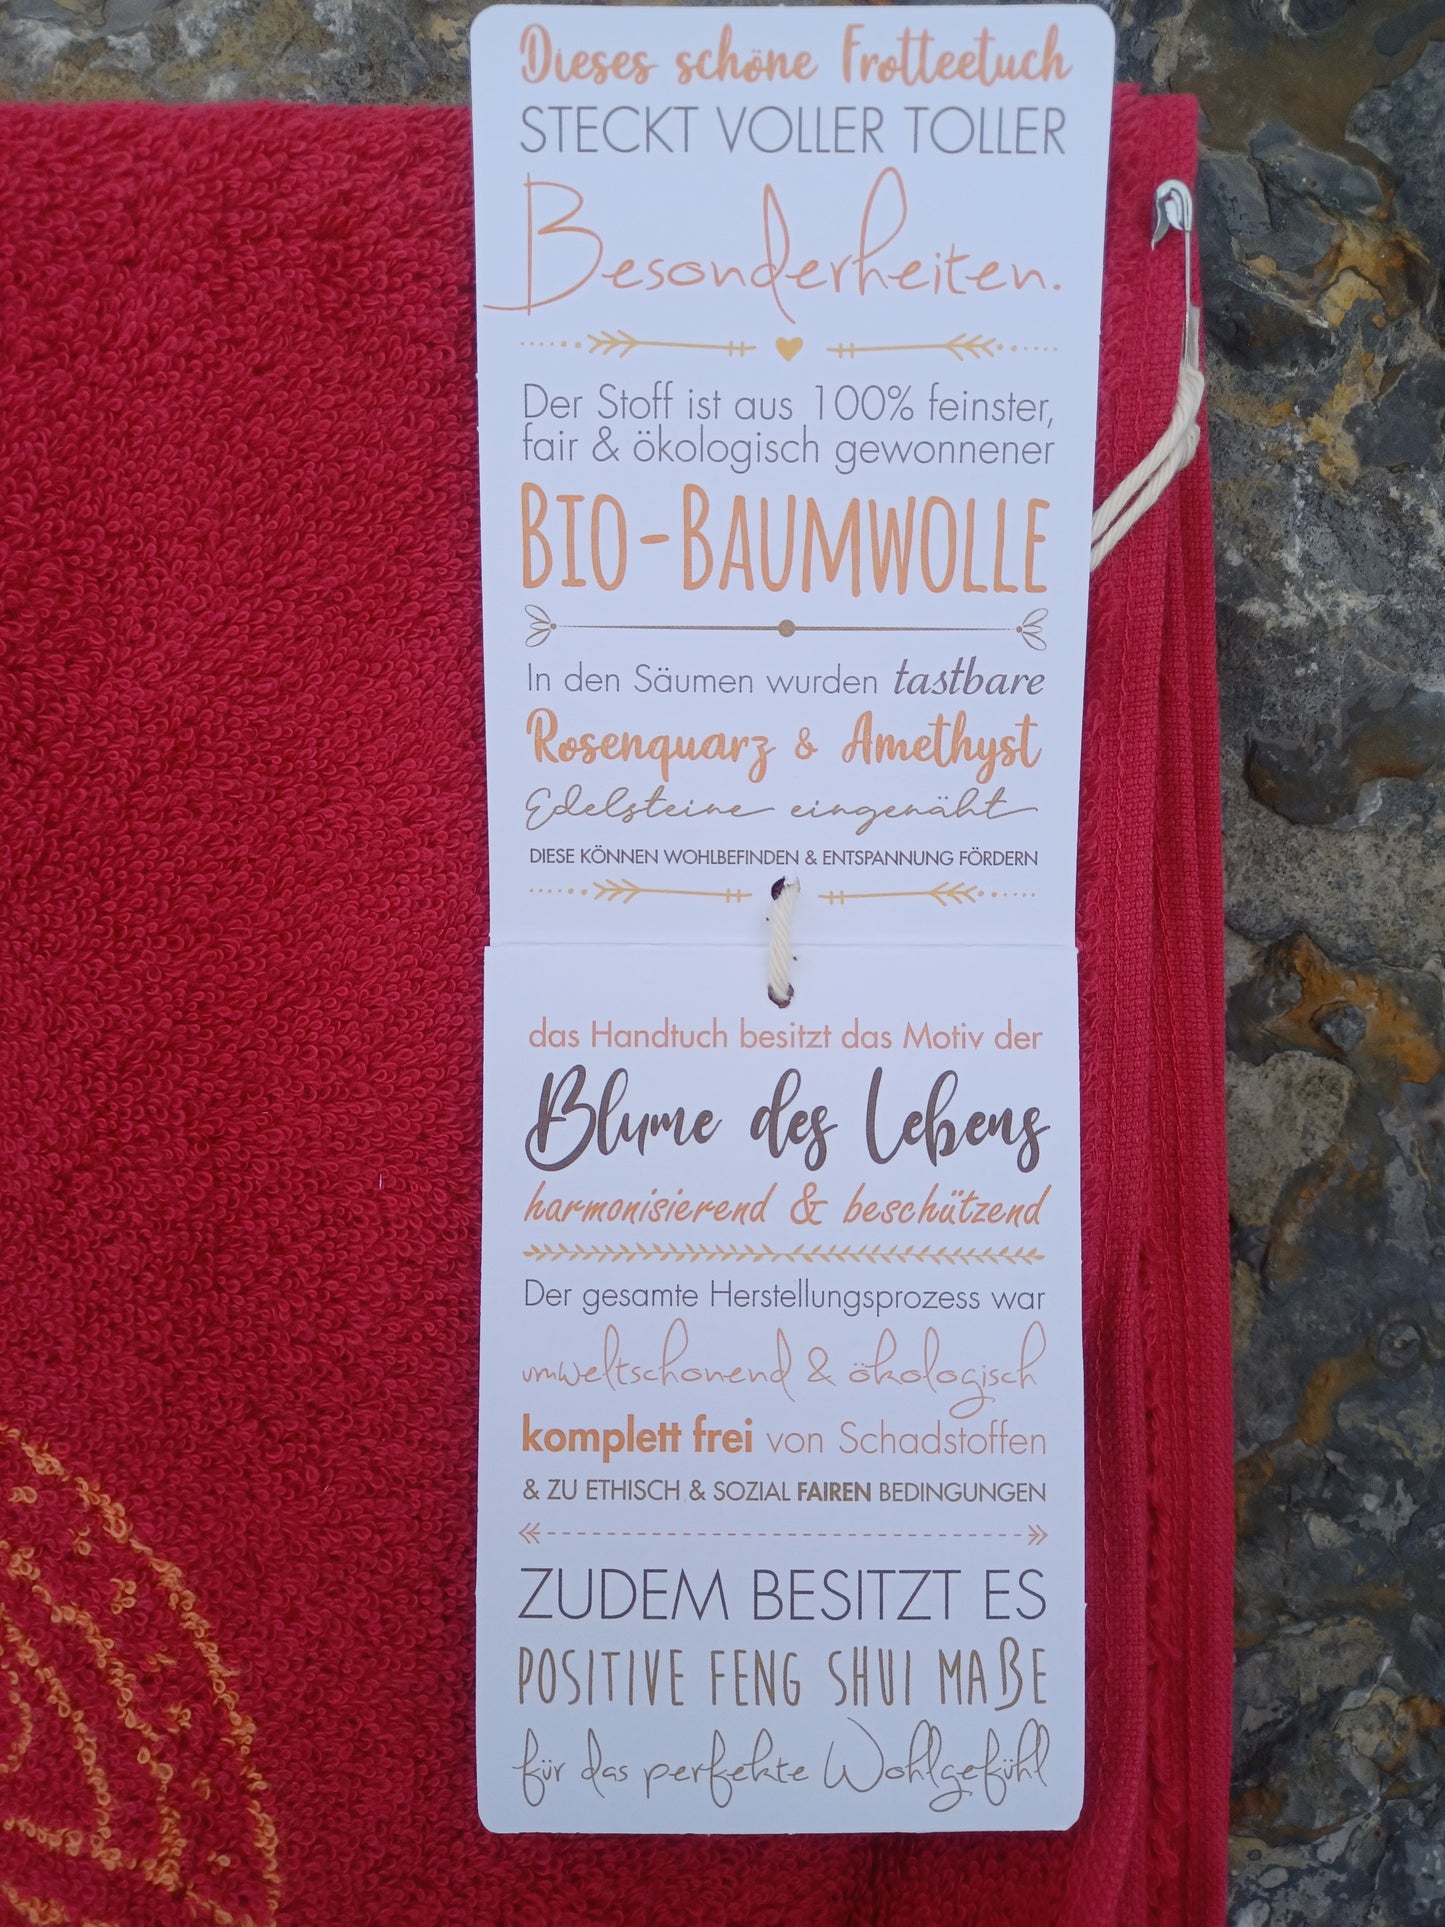 Dieses schöne Frotteetuch
STECKT VOLLER TOLLER
Besonderheiten.
Der Stoff ist aus 100% feinster,
fair & ökologisch gewonnener
BIO-BAUMWOLLE
In den Säumen wurden tastbare
Rosenquarz & Amethyst
Edelsteine eingenäht
DIESE KÖNNEN WOHLBEFINDEN & ENTSPANNUNG FÖRDERN
das Handtuch besitzt das Motiv der
Blume des Lebens
harmonisierend & beschützend
Der gesamte Herstellungsprozess war
umweltschonend & ökologisch
komplett frei von Schadstoffen
& ZU ETHISCH & SOZIAL FAIREN BEDINGUNGEN
ZUDEM BESITZT ES
POSITIVE FENG SHUI MAßE
für das perfekte Wohlgefühl